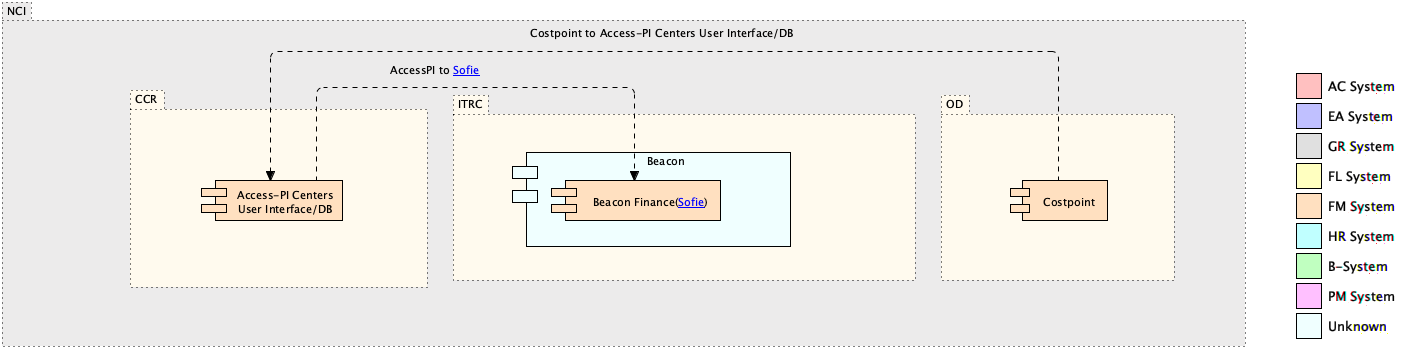 NCI
Costpoint to Access-PI Centers User Interface/DB
AccessPI to Sofie
CCR
ITRC
OD
Beacon
Access-PI Centers
User Interface/DB
Beacon Finance(Sofie)
Costpoint
AC System
EA System
GR System
FL System
FM System
HR System
B-System
PM System
Unknown